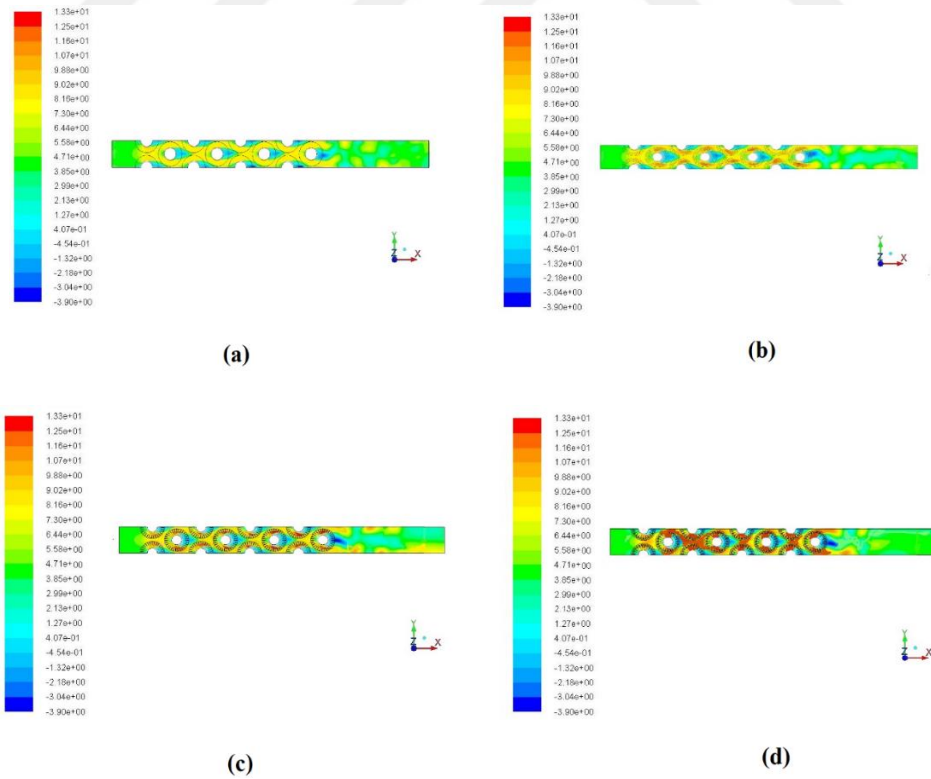 1.33e+01
1.25e+01
1.16e+01
1.07e+01
9.88e+00
9.02e+00
8.16e+00
7.30e+00
6.44e+00
5.58e+00
4.71e+00
3.85e+00
2.99e+00
2.13e+00
1.27e+00
4.07e-01
-4.54e-01
-1.32e+00
-2.18e+00
-3.04e+00
-3.90e+00
Y
Z X
(a)
1.33e+01
1.25e+01
1.16e+01
1.07e+01
9.88e+00
9.02e+00
8.16e+00
7.30e+00
6.44e+00
5.58e+00
4.71e+00
3.85e+00
2.99e+00
2.13e+00
1.27e+00
4.07e-01
-4.54e-01
-1.32e+00
-2.18e+00
-3.04e+00
-3.90e+00
Y
Z X
(b)
1.33e+01
1.25e+01
1.16e+01
1.07e+01
9.88e+00
9.02e+00
8.16e+00
7.30e+00
6.44e+00
5.58e+00
4.71e+00
3.85e+00
2.99e+00
2.13e+00
1.27e+00
4.07e-01
-4.54e-01
-1.32e+00
-2.18e+00
-3.04e+00
-3.90e+00
Y
Z X
(c)
1.33e+01
1.25e+01
1.16e+01
1.07e+01
9.88e+00
9.02e+00
8.16e+00
7.30e+00
6.44e+00
5.58e+00
4.71e+00
3.85e+00
2.99e+00
2.13e+00
1.27e+00
4.07e-01
-4.54e-01
-1.32e+00
-2.18e+00
-3.04e+00
-3.90e+00
Y
Z X
(d)